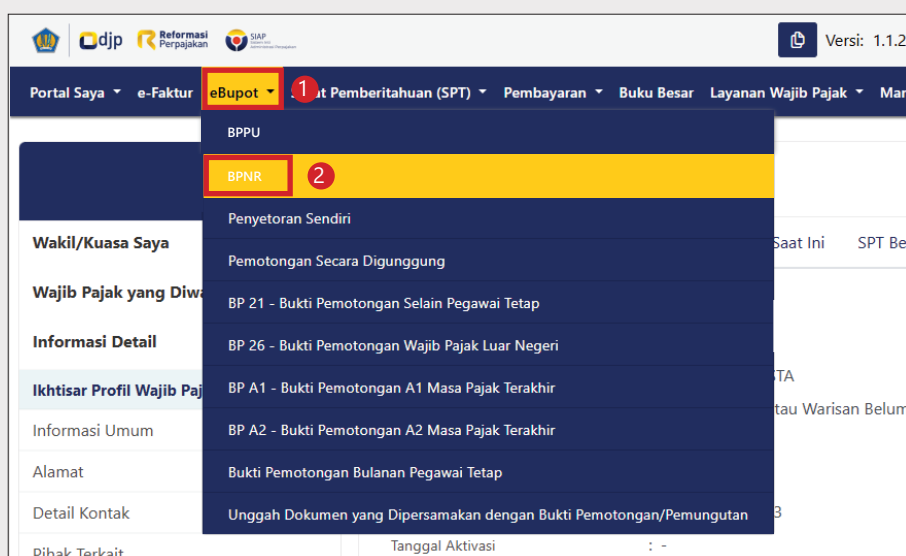 djp Reformasi Perpajakan SIAP
Versi: 1.1.2
Portal Saya e-Faktur eBupot 1 t Pemberitahuan (SPT) Pembayaran Buku Besar Layanan Wajib Pajak Mar
BPPU
BPNR 2
Penyetoran Sendiri
Wakil/Kuasa Saya
Saat Ini SPT Be
Pemotongan Secara Digunggung
Wajib Pajak yang Diwa
BP 21 - Bukti Pemotongan Selain Pegawai Tetap
Informasi Detail
BP 26 - Bukti Pemotongan Wajib Pajak Luar Negeri
TA
Ikhtisar Profil Wajib Paj
BP A1 - Bukti Pemotongan A1 Masa Pajak Terakhir
tau Warisan Belum
Informasi Umum
BP A2 - Bukti Pemotongan A2 Masa Pajak Terakhir
Alamat
Bukti Pemotongan Bulanan Pegawai Tetap
Detail Kontak
Unggah Dokumen yang Dipersamakan dengan Bukti Pemotongan/Pemungutan
3
Pihak Terkait
Tanggal Aktivasi : -